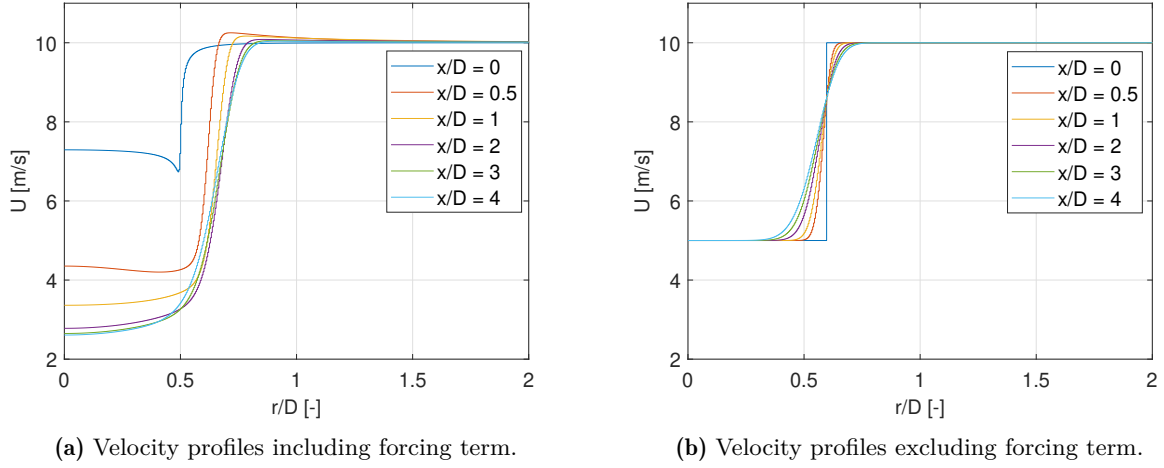 10
8
6
4
2
U [m/s]
0
0.5
1
1.5
2
r/D [-]
x/D = 0
x/D = 0.5
x/D = 1
x/D = 2
x/D = 3
x/D = 4
(a) Velocity profiles including forcing term.
10
8
6
4
2
U [m/s]
0
0.5
1
1.5
2
r/D [-]
x/D = 0
x/D = 0.5
x/D = 1
x/D = 2
x/D = 3
x/D = 4
(b) Velocity profiles excluding forcing term.